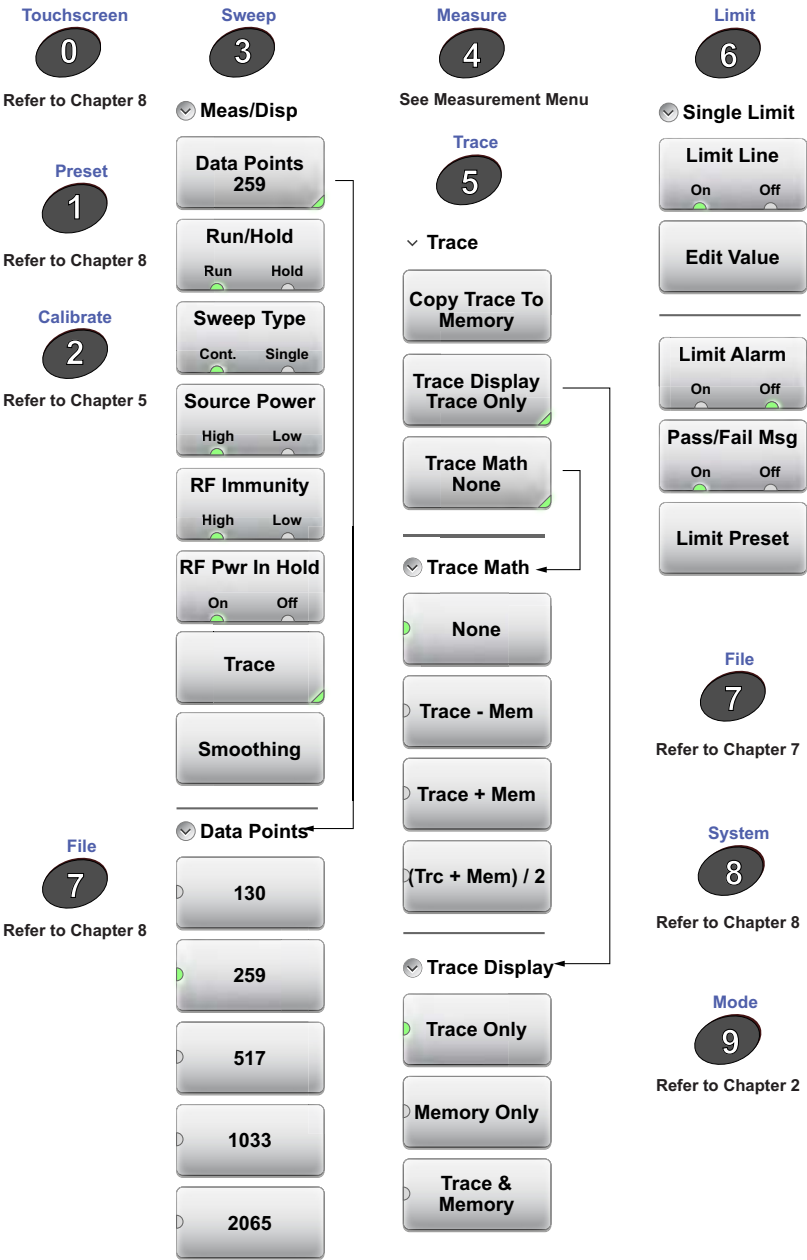 Touchscreen
0
Refer to Chapter 8
Preset
1
Refer to Chapter 8
Calibrate
2
Refer to Chapter 5
File
7
Refer to Chapter 8
Sweep
3
Meas/Disp
Data Points
259
Run/Hold
Run Hold
Sweep Type
Cont. Single
Source Power
High Low
RF Immunity
High Low
RF Pwr In Hold
On Off
Trace
Smoothing
Data Points
130
259
517
1033
2065
Measure
4
See Measurement Menu
Trace
5
Trace
Copy Trace To
Memory
Trace Display
Trace Only
Trace Math
None
Trace Math
None
Trace - Mem
Trace + Mem
(Trc + Mem) / 2
Trace Display
Trace Only
Memory Only
Trace &
Memory
Limit
6
Single Limit
Limit Line
On Off
Edit Value
Limit Alarm
On Off
Pass/Fail Msg
On Off
Limit Preset
File
7
Refer to Chapter 7
System
8
Refer to Chapter 8
Mode
9
Refer to Chapter 2